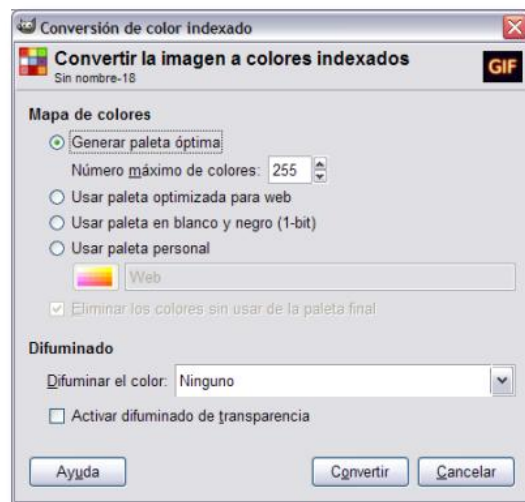 Conversión de color indexado
Convertir la imagen a colores indexados
Sin nombre-18
GIF
Mapa de colores
Generar paleta óptima
Número máximo de colores: 255
Usar paleta optimizada para web
Usar paleta en blanco y negro (1-bit)
Usar paleta personal
Web
Eliminar los colores sin usar de la paleta final
Difuminado
Difuminar el color: Ninguno
Activar difuminado de transparencia
Ayuda Convertir Cancelar